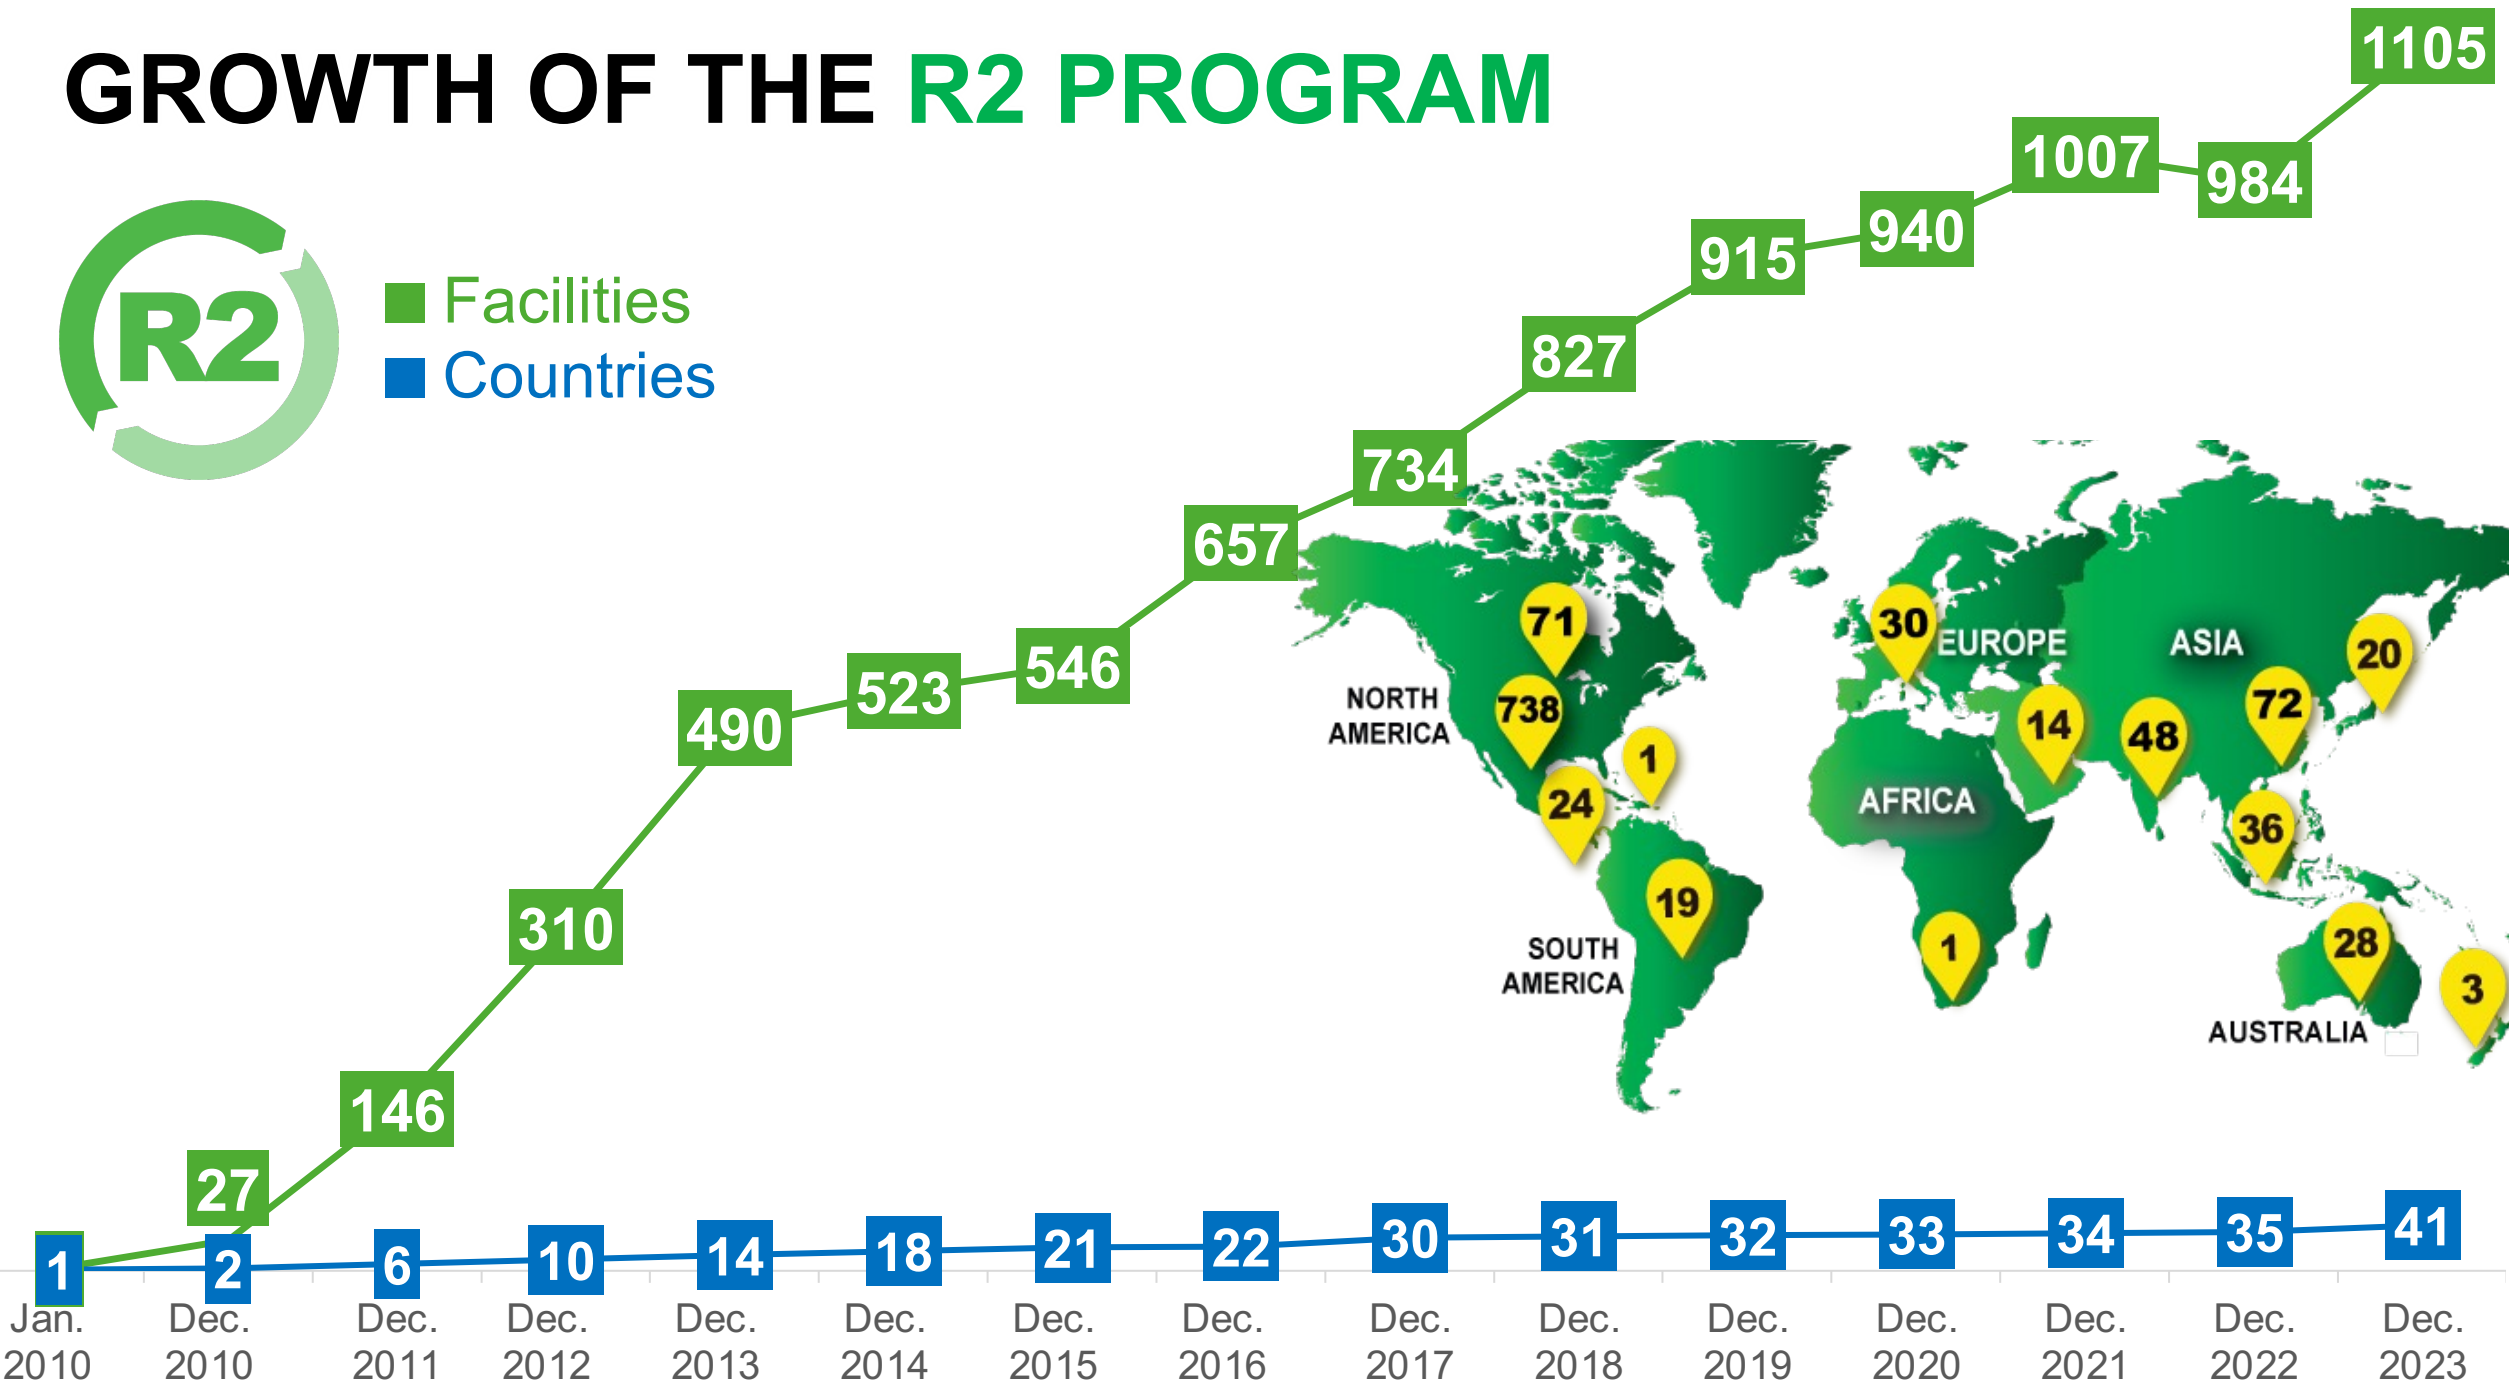 GROWTH OF THE R2 PROGRAM
R2
Facilities
Countries
1105
1007
984
940
915
827
734
657
546
523
490
310
146
27
71
30
EUROPE
ASIA
20
NORTH
AMERICA
738
14
48
72
1
24
AFRICA
36
19
SOUTH
AMERICA
1
28
3
AUSTRALIA
1 2 6 10 14 18 21 22 30 31 32 33 34 35 41
Jan. Dec. Dec. Dec. Dec. Dec. Dec. Dec. Dec. Dec. Dec. Dec. Dec. Dec. Dec.
2010 2010 2011 2012 2013 2014 2015 2016 2017 2018 2019 2020 2021 2022 2023